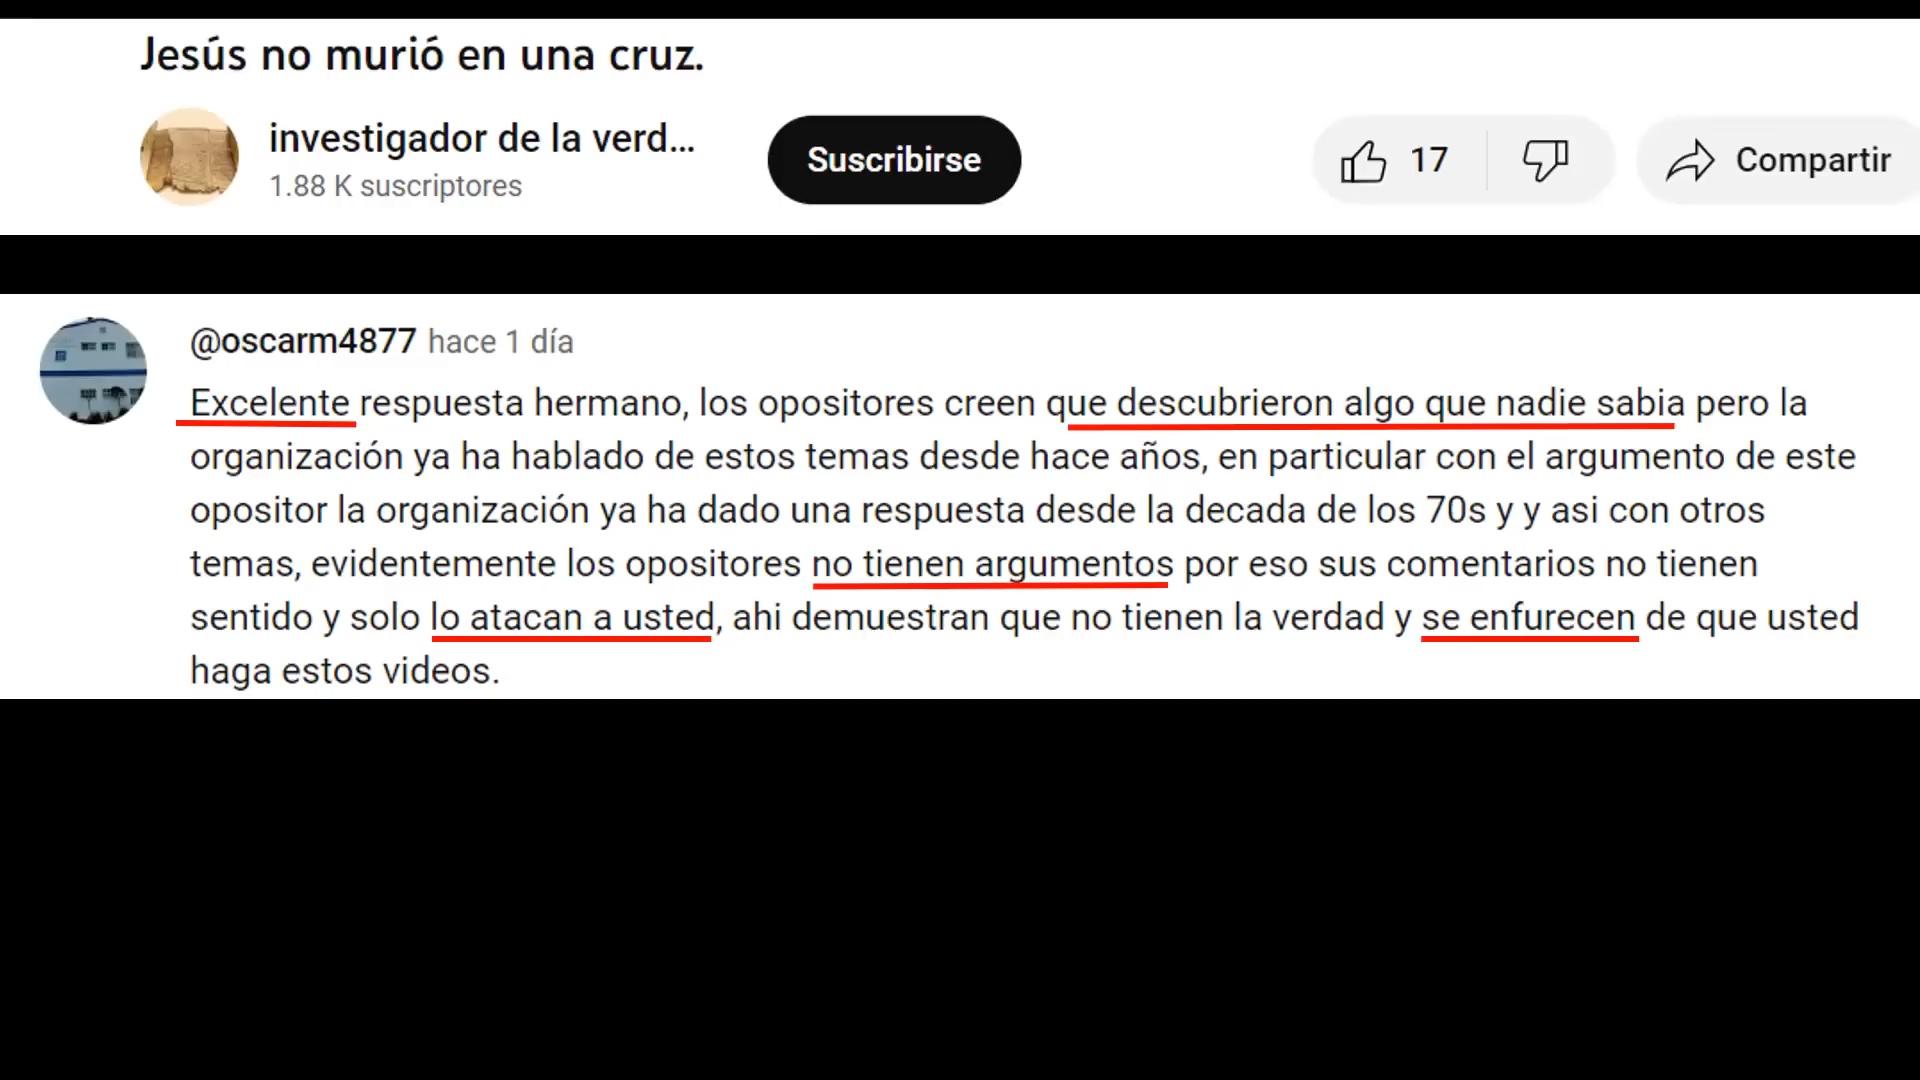 Jesús no murió en una cruz.
investigador de la verd...
1.88 K suscriptores
Suscribirse
17
Compartir
@oscarm4877 hace 1 día
Excelente respuesta hermano, los opositores creen que descubrieron algo que nadie sabia pero la
organización ya ha hablado de estos temas desde hace años, en particular con el argumento de este
opositor la organización ya ha dado una respuesta desde la decada de los 70s y y asi con otros
temas, evidentemente los opositores no tienen argumentos por eso sus comentarios no tienen
sentido y solo lo atacan a usted, ahi demuestran que no tienen la verdad y se enfurecen de que usted
haga estos videos.